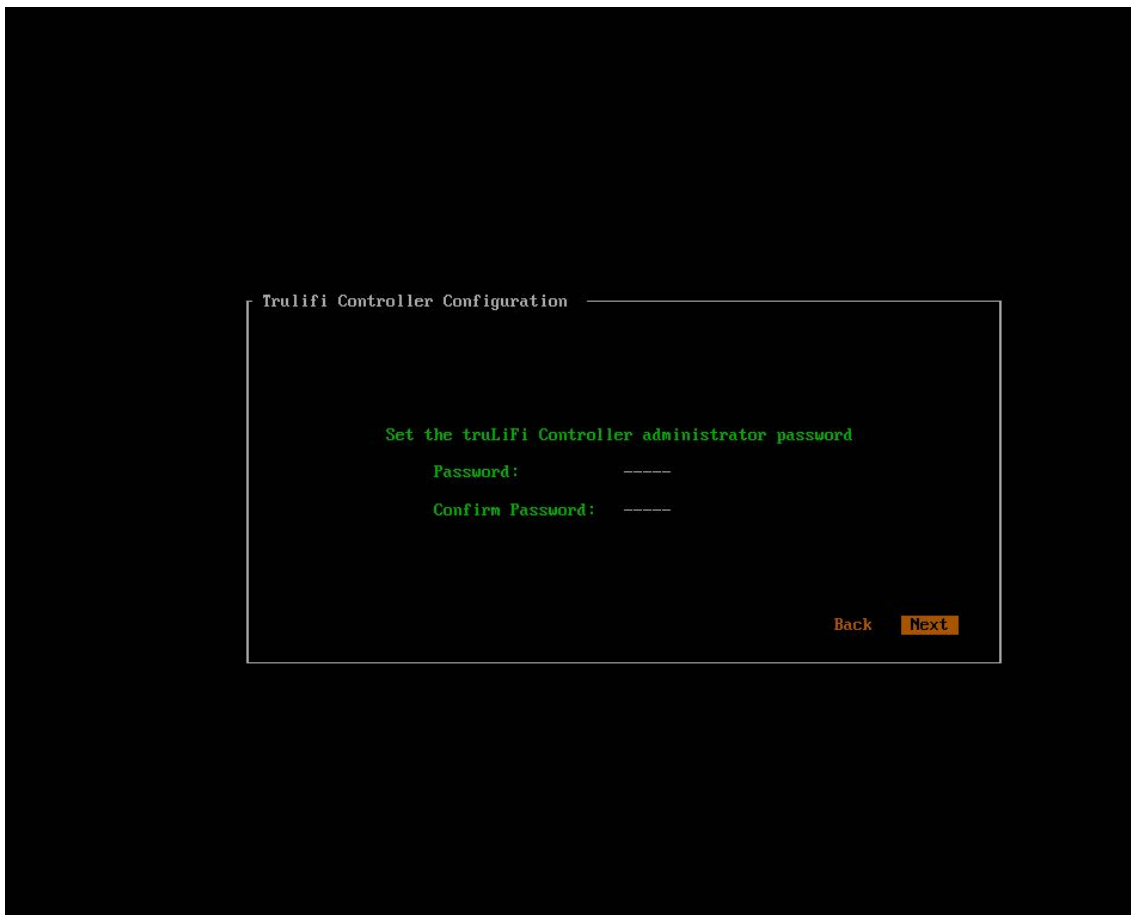 Trulifi Controller Configuration
Set the truLiFi Controller administrator password
Password: -----
Confirm Password: -----
Back Next